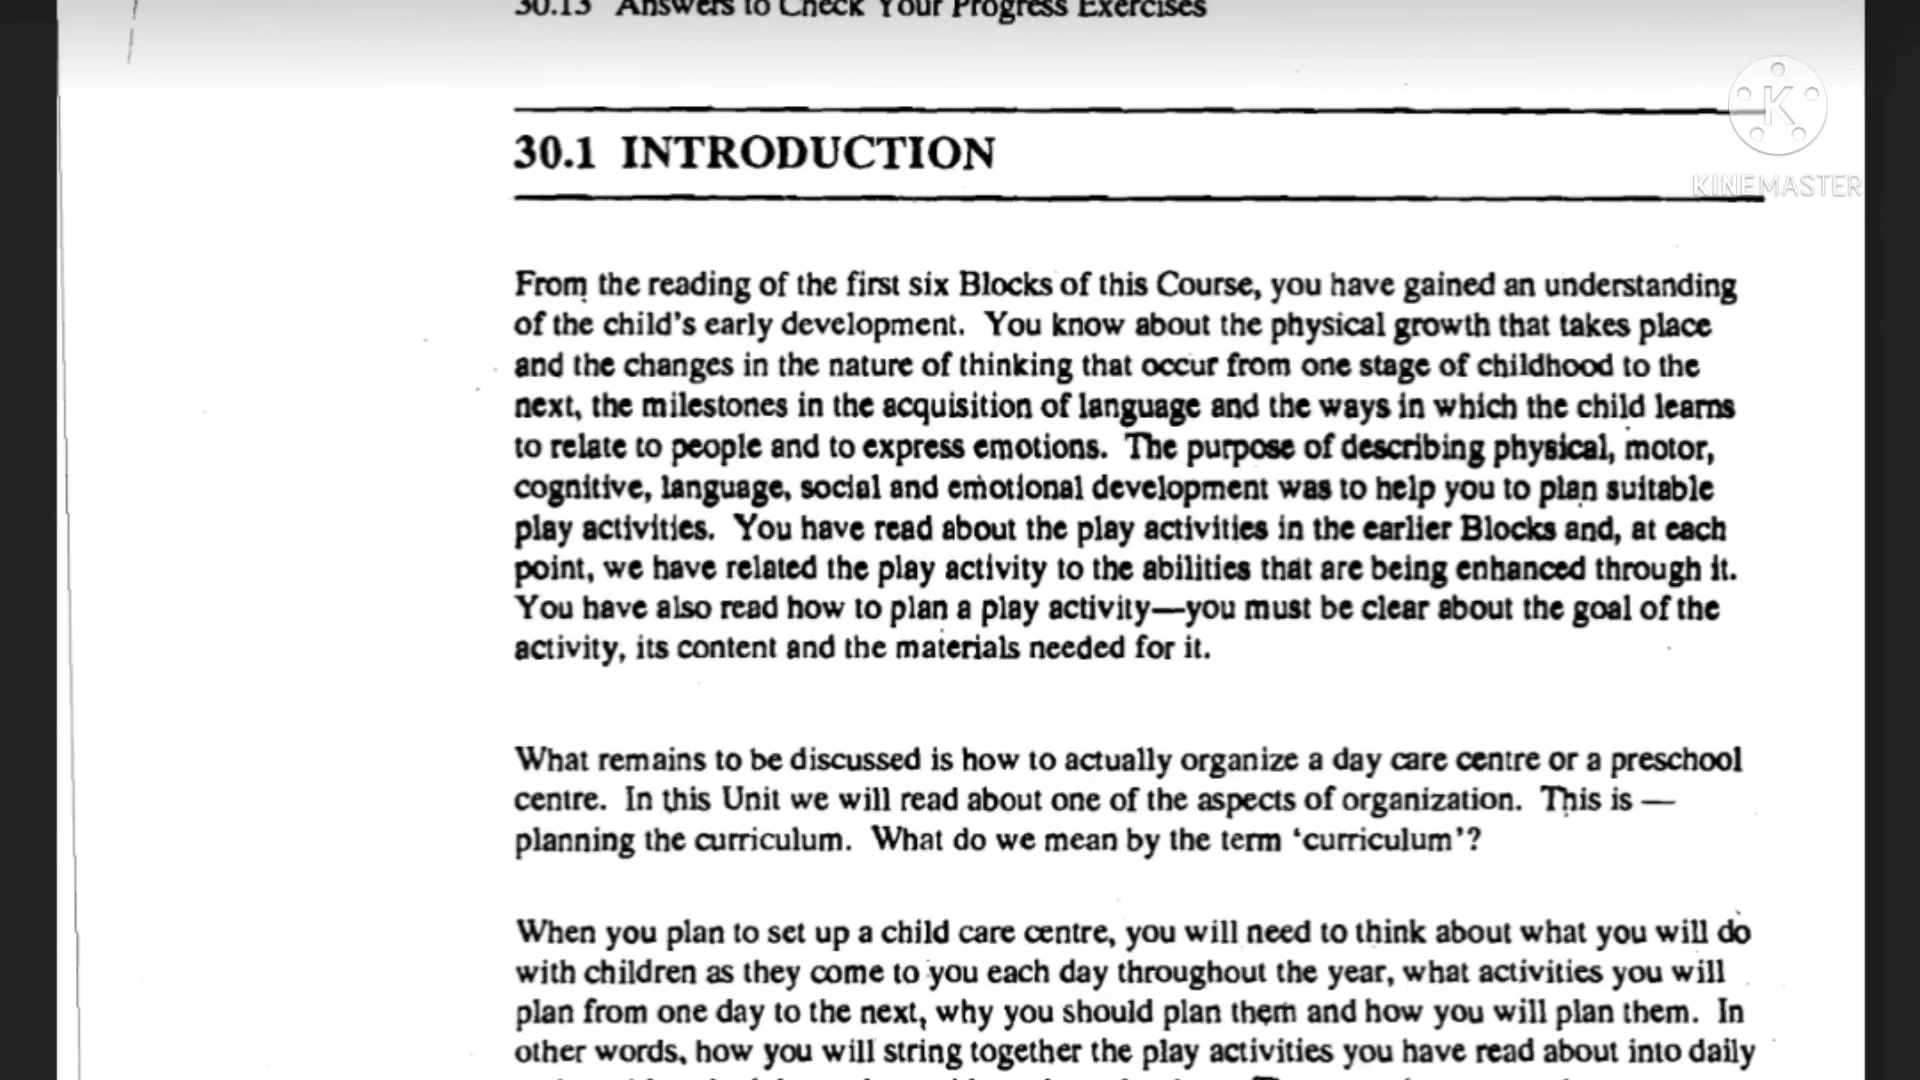 30.13 Answers to Check Your Progress Exercises
30.1 INTRODUCTION
KINEMASTER
From the reading of the first six Blocks of this Course, you have gained an understanding
of the child's early development. You know about the physical growth that takes place
and the changes in the nature of thinking that occur from one stage of childhood to the
next, the milestones in the acquisition of language and the ways in which the child learns
to relate to people and to express emotions. The purpose of describing physical, motor,
cognitive, language, social and emotional development was to help you to plan suitable
play activities. You have read about the play activities in the earlier Blocks and, at each
point, we have related the play activity to the abilities that are being enhanced through it.
You have also read how to plan a play activity—you must be clear about the goal of the
activity, its content and the materials needed for it.
What remains to be discussed is how to actually organize a day care centre or a preschool
centre. In this Unit we will read about one of the aspects of organization. This is —
planning the curriculum. What do we mean by the term 'curriculum'?
When you plan to set up a child care centre, you will need to think about what you will do
with children as they come to you each day throughout the year, what activities you will
plan from one day to the next, why you should plan them and how you will plan them. In
other words, how you will string together the play activities you have read about into daily